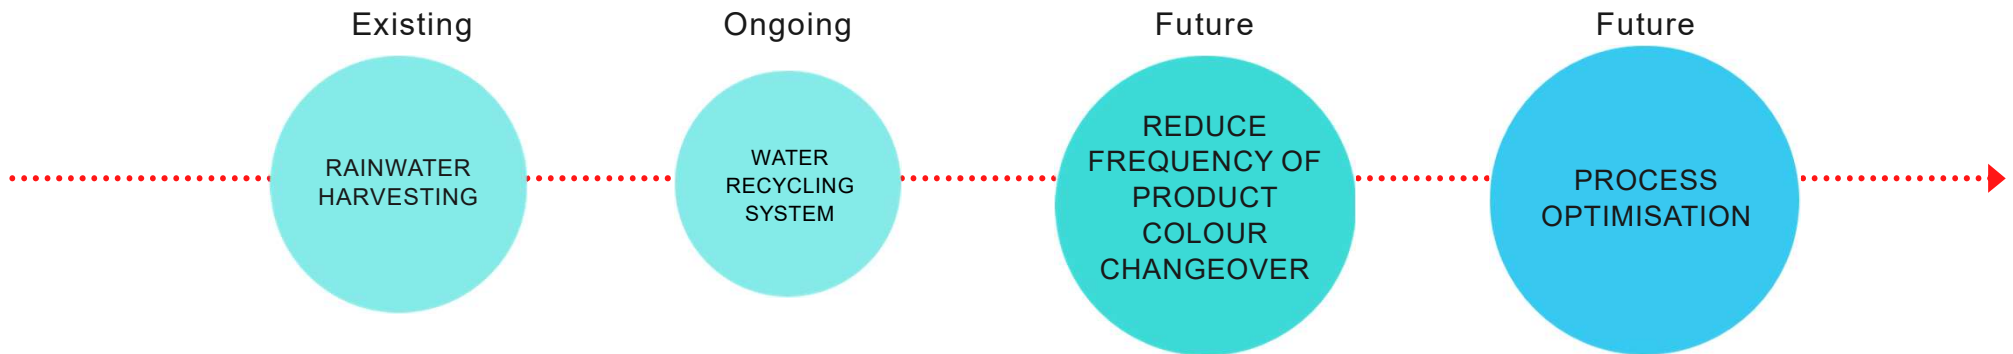 Existing
RAINWATER
HARVESTING
Ongoing
WATER
RECYCLING
SYSTEM
Future
REDUCE
FREQUENCY OF
PRODUCT
COLOUR
CHANGEOVER
Future
PROCESS
OPTIMISATION